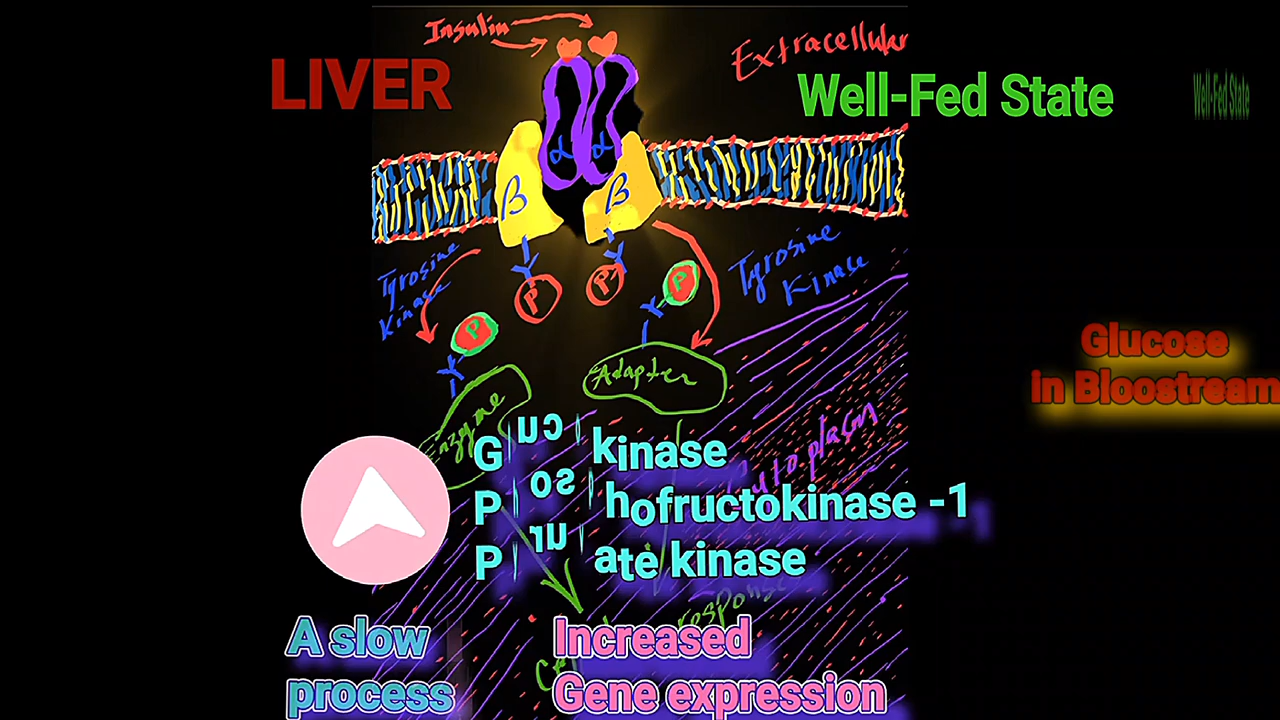 Insulin
Extracellular
LIVER
Well-Fed State
Well-Fed State
α α
β β
Tyrosine
Kinase
Tyrosine
Kinase
P
P
P
P
Adapter
Enzyme
Glucose
in Bloostream
kinase
hofructokinase -1
ate kinase
response
A slow
process
Increased
Gene expression